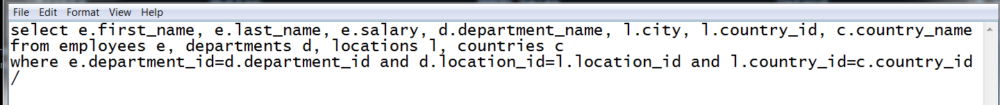 File Edit Format View Help
select e.first_name, e.last_name, e.salary, d.department_name, l.city, l.country_id, c.country_name
from employees e, departments d, locations l, countries c
where e.department_id=d.department_id and d.location_id=l.location_id and l.country_id=c.country_id
/